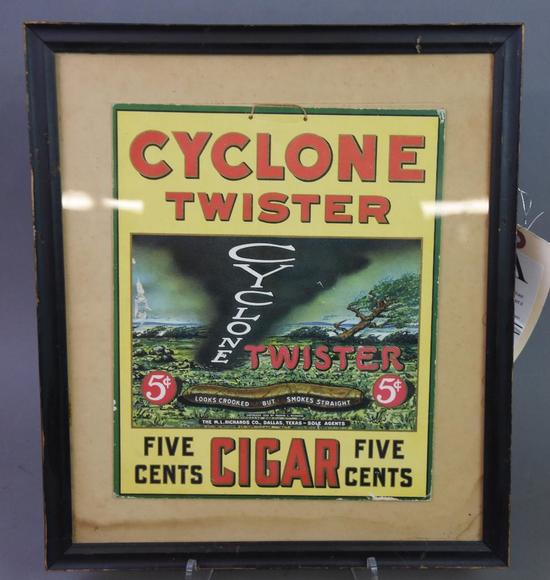 CYCLONE
TWISTER
CYCLONE
TWISTER
5¢
5¢
LOOKS CROOKED BUT SMOKES STRAIGHT
THE M. L. RICHARDS CO., DALLAS, TEXAS - SOLE AGENTS
FIVE CENTS
CIGAR
FIVE CENTS